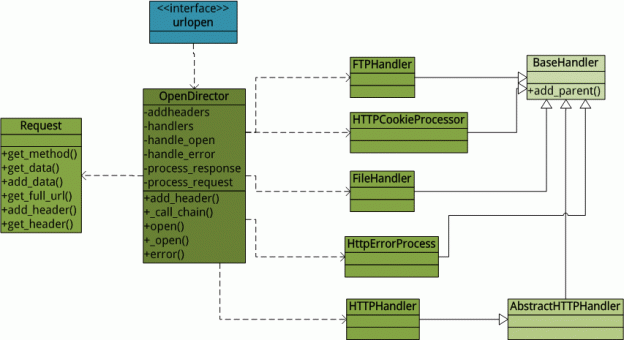 <<interface>>
urlopen
OpenDirector
-addheaders
-handlers
-handle_open
-handle_error
-process_response
-process_request
+add_header()
+_call_chain()
+open()
+_open()
+error()
Request
+get_method()
+get_data()
+add_data()
+get_full_url()
+add_header()
+get_header()
FTPHandler
HTTPCookieProcessor
FileHandler
HttpErrorProcess
HTTPHandler
BaseHandler
+add_parent()
AbstractHTTPHandler